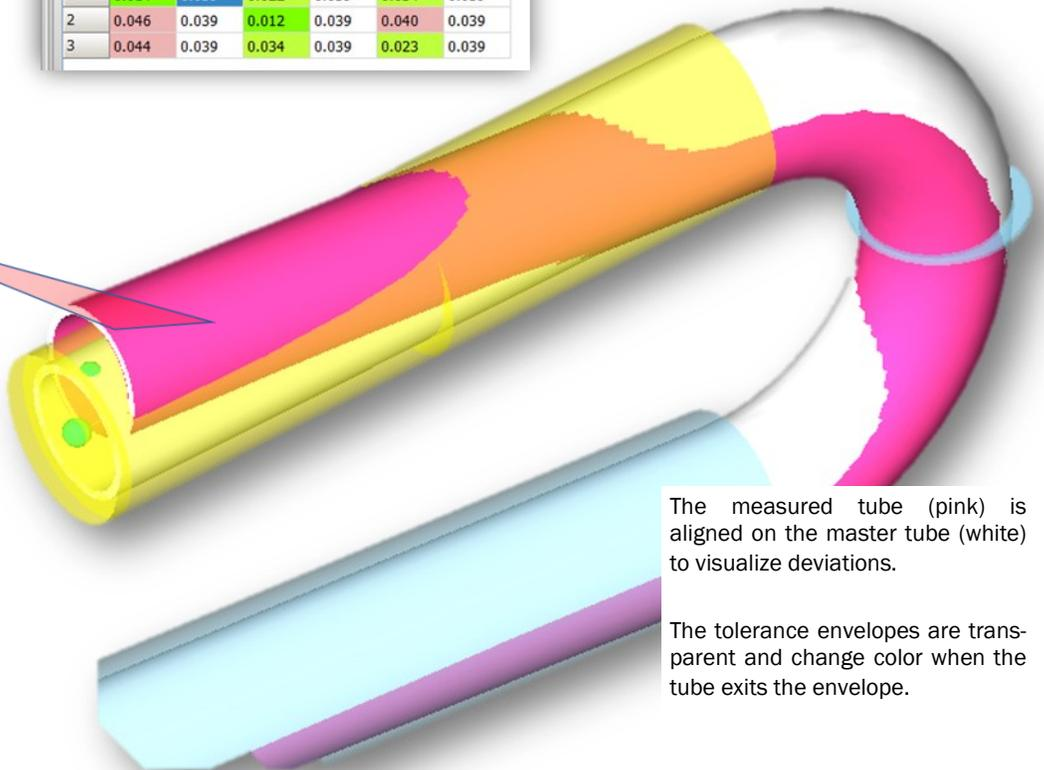 2 0.046 0.039 0.012 0.039 0.040 0.039
3 0.044 0.039 0.034 0.039 0.023 0.039
The measured tube (pink) is
aligned on the master tube (white)
to visualize deviations.
The tolerance envelopes are trans-
parent and change color when the
tube exits the envelope.